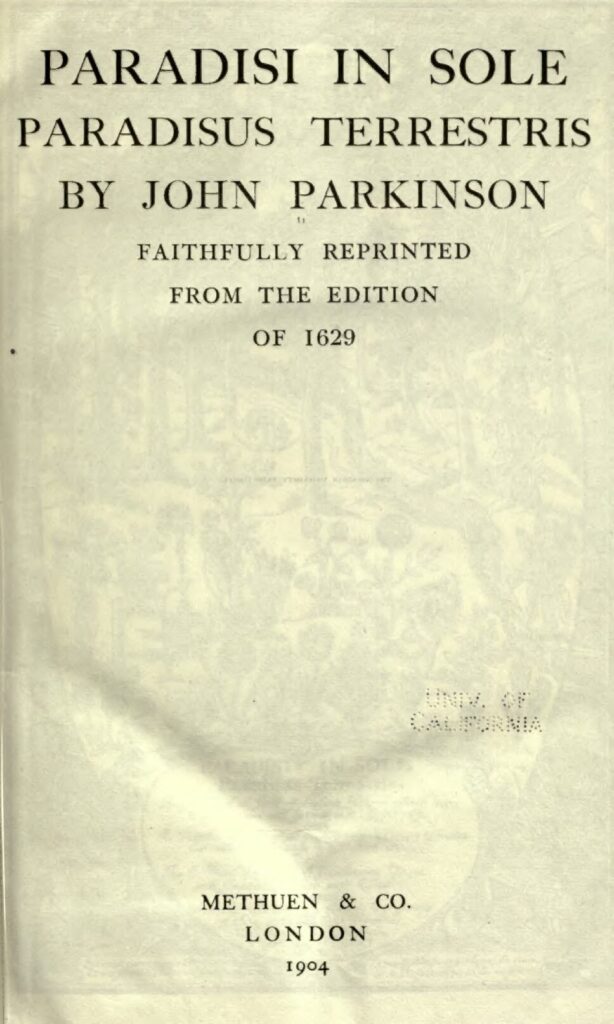 PARADISI IN SOLE
PARADISUS TERRESTRIS
BY JOHN PARKINSON
FAITHFULLY REPRINTED
FROM THE EDITION
OF 1629
UNIV. OF
CALIFORNIA
METHUEN & CO.
LONDON
1904